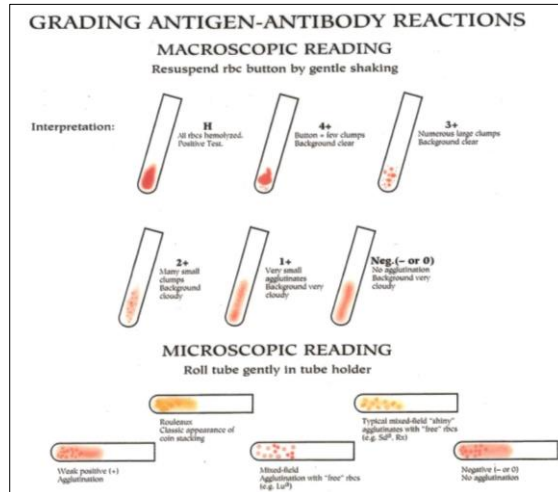 GRADING ANTIGEN-ANTIBODY REACTIONS
MACROSCOPIC READING
Resuspend rbc button by gentle shaking
Interpretation:
H
All rbcs hemolyzed.
Positive Test.
4+
Button + few clumps
Background clear
3+
Numerous large clumps
Background clear
2+
Many small
clumps
Background
cloudy
1+
Very small
agglutinates
Background very
cloudy
Neg.(– or 0)
No agglutination
Background very
cloudy
MICROSCOPIC READING
Roll tube gently in tube holder
Rouleaux
Classic appearance of
coin stacking
Typical mixed-field "shiny"
agglutinates with "free" rbcs
(e.g. Sdª, Rx)
Weak positive (+)
Agglutination
Mixed-field
Agglutination with "free" rbcs
(e.g. Luª)
Negative (– or 0)
No agglutination